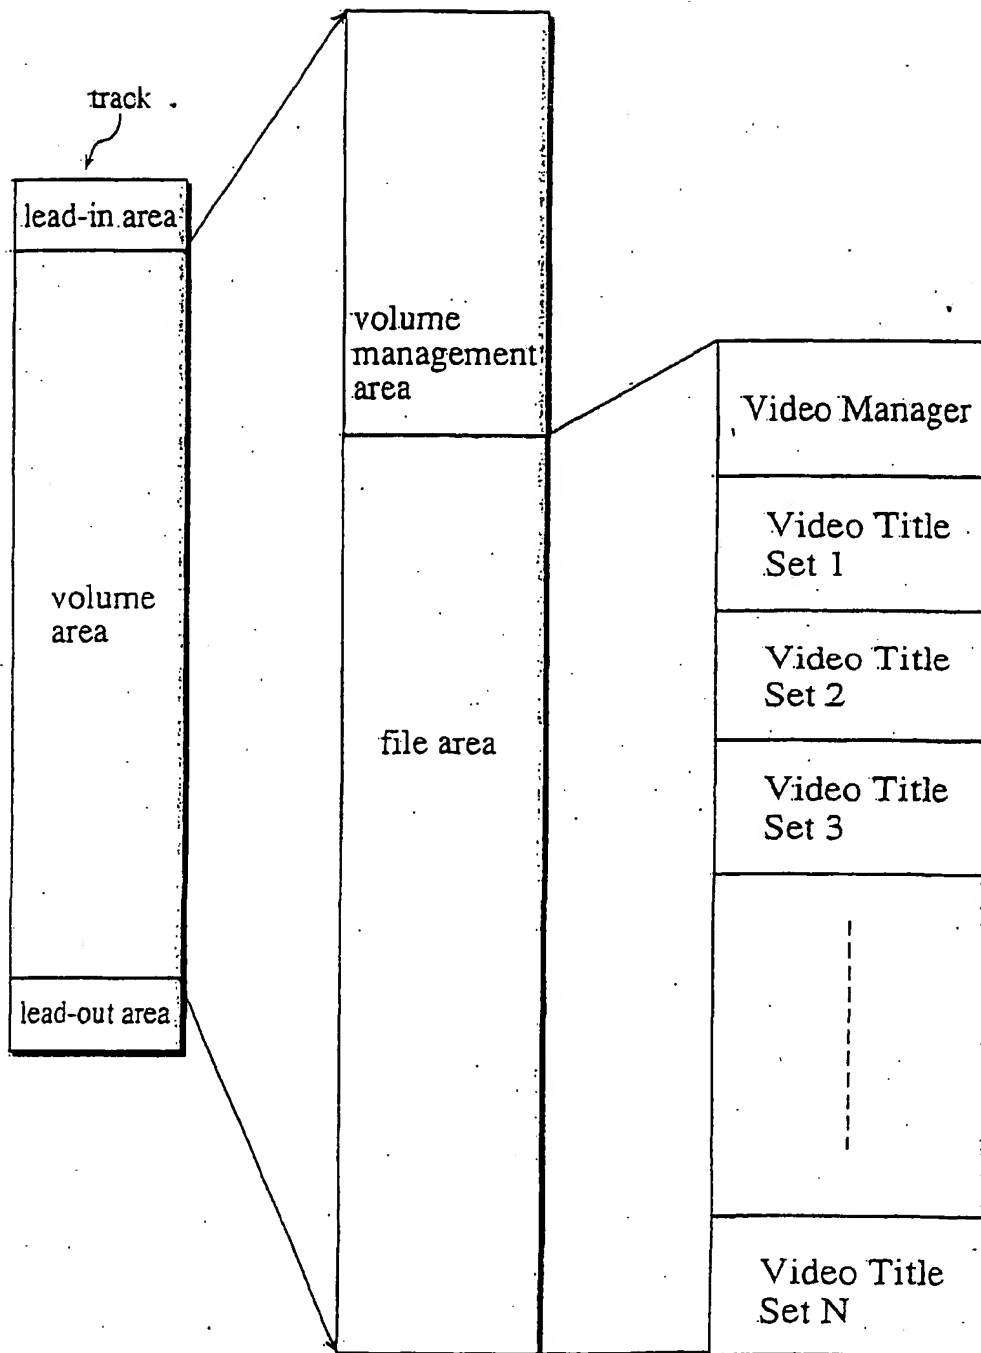 track
lead-in area
volume
area
lead-out area
volume
management
area
file area
Video Manager
Video Title
Set 1
Video Title
Set 2
Video Title
Set 3
Video Title
Set N